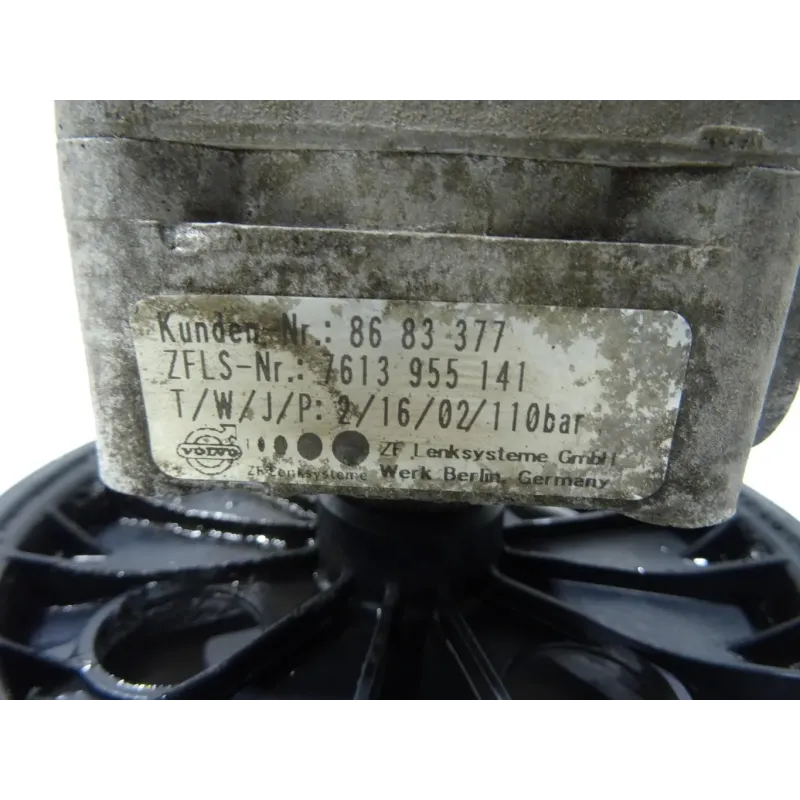 Kunden-Nr.: 86 83 377
ZFLS-Nr.: 7613 955 141
T/W/J/P: 2/16/02/110bar
VOLVO
ZF Lenksysteme
ZF Lenksysteme GmbH
Werk Berlin, Germany